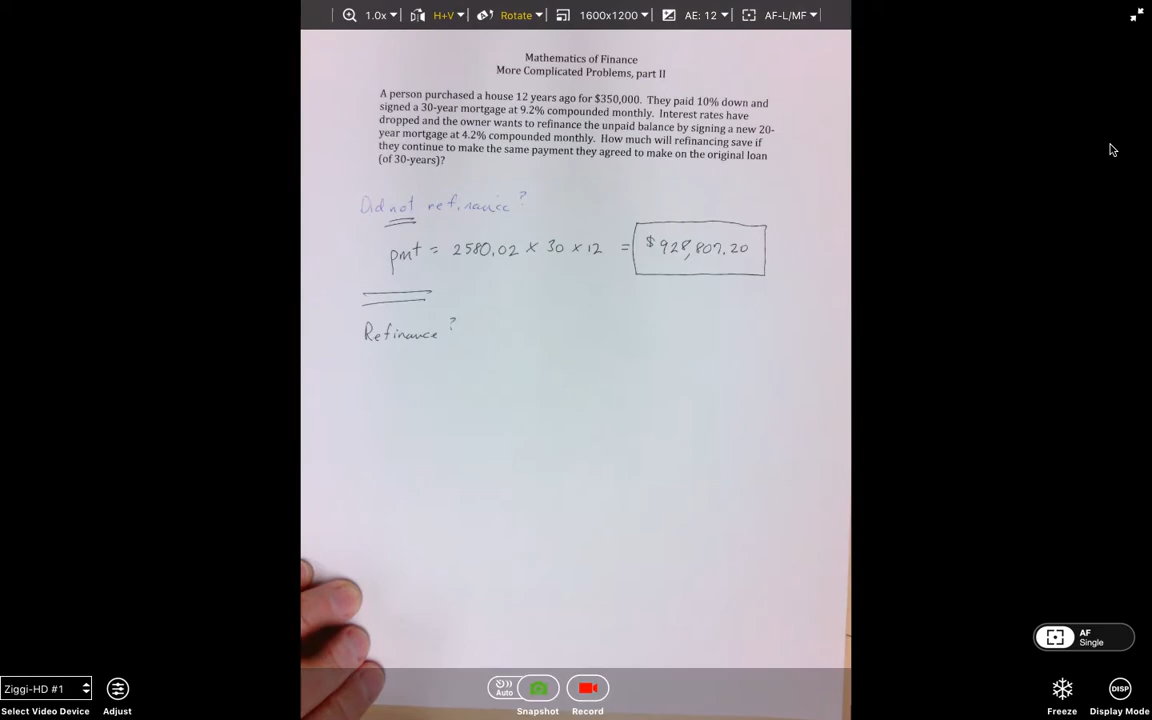 1.0x H+V Rotate 1600x1200 AE: 12 AF-L/MF
Mathematics of Finance
More Complicated Problems, part II
A person purchased a house 12 years ago for $350,000. They paid 10% down and
signed a 30-year mortgage at 9.2% compounded monthly. Interest rates have
dropped and the owner wants to refinance the unpaid balance by signing a new 20-
year mortgage at 4.2% compounded monthly. How much will refinancing save if
they continue to make the same payment they agreed to make on the original loan
(of 30-years)?
Did not refinance?
pmt = 2580.02 × 30 × 12 = $928,807.20
Refinance?
AF
Single
Auto
DISP
Ziggi-HD #1
Select Video Device Adjust Snapshot Record Freeze Display Mode